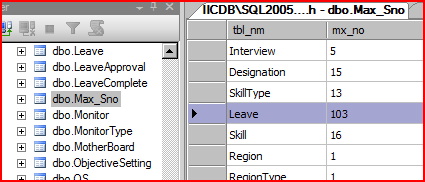 er
dbo.Leave
dbo.LeaveApproval
dbo.LeaveComplete
dbo.Max_Sno
dbo.Monitor
dbo.MonitorType
dbo.MotherBoard
dbo.ObjectiveSetting
dbo.OS
IICDB\SQL2005....h - dbo.Max_Sno
tbl_nm mx_no
Interview 5
Designation 15
SkillType 13
Leave 103
Skill 16
Region 1
RegionType 1